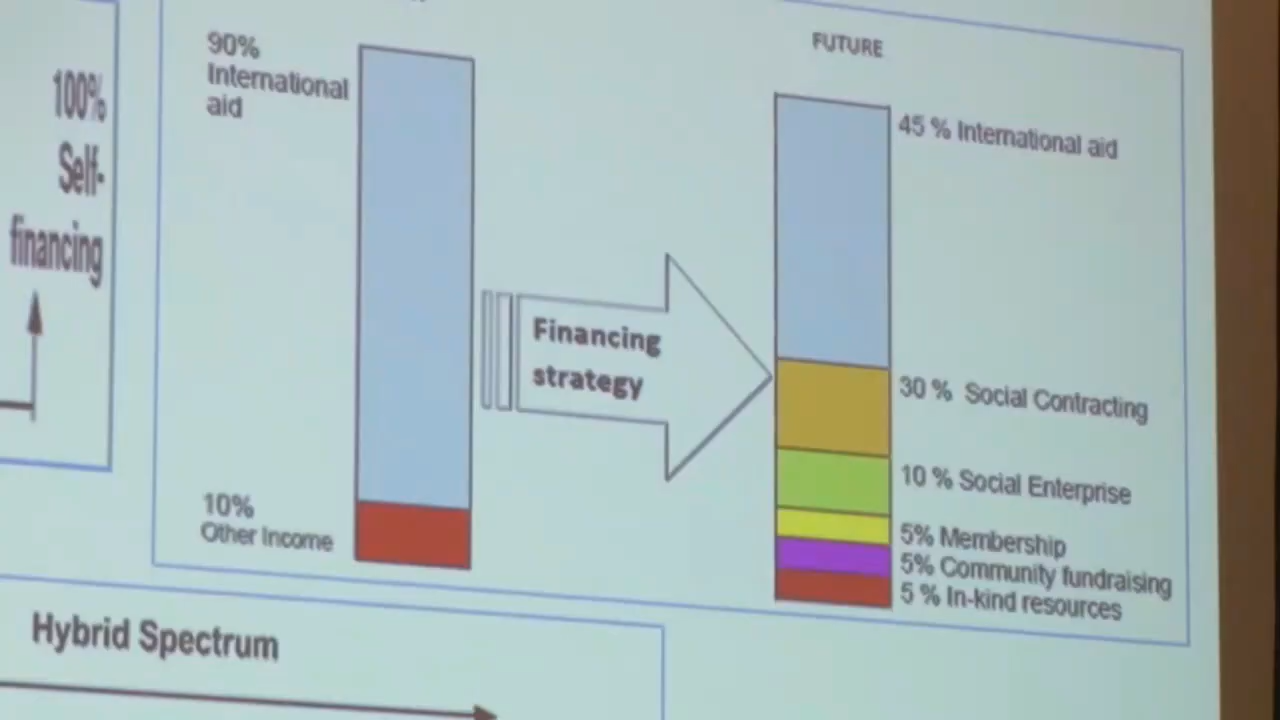 100%
Self-
financing
90%
International
aid
10%
Other Income
Financing
strategy
FUTURE
45 % International aid
30 % Social Contracting
10 % Social Enterprise
5% Membership
5% Community fundraising
5 % In-kind resources
Hybrid Spectrum